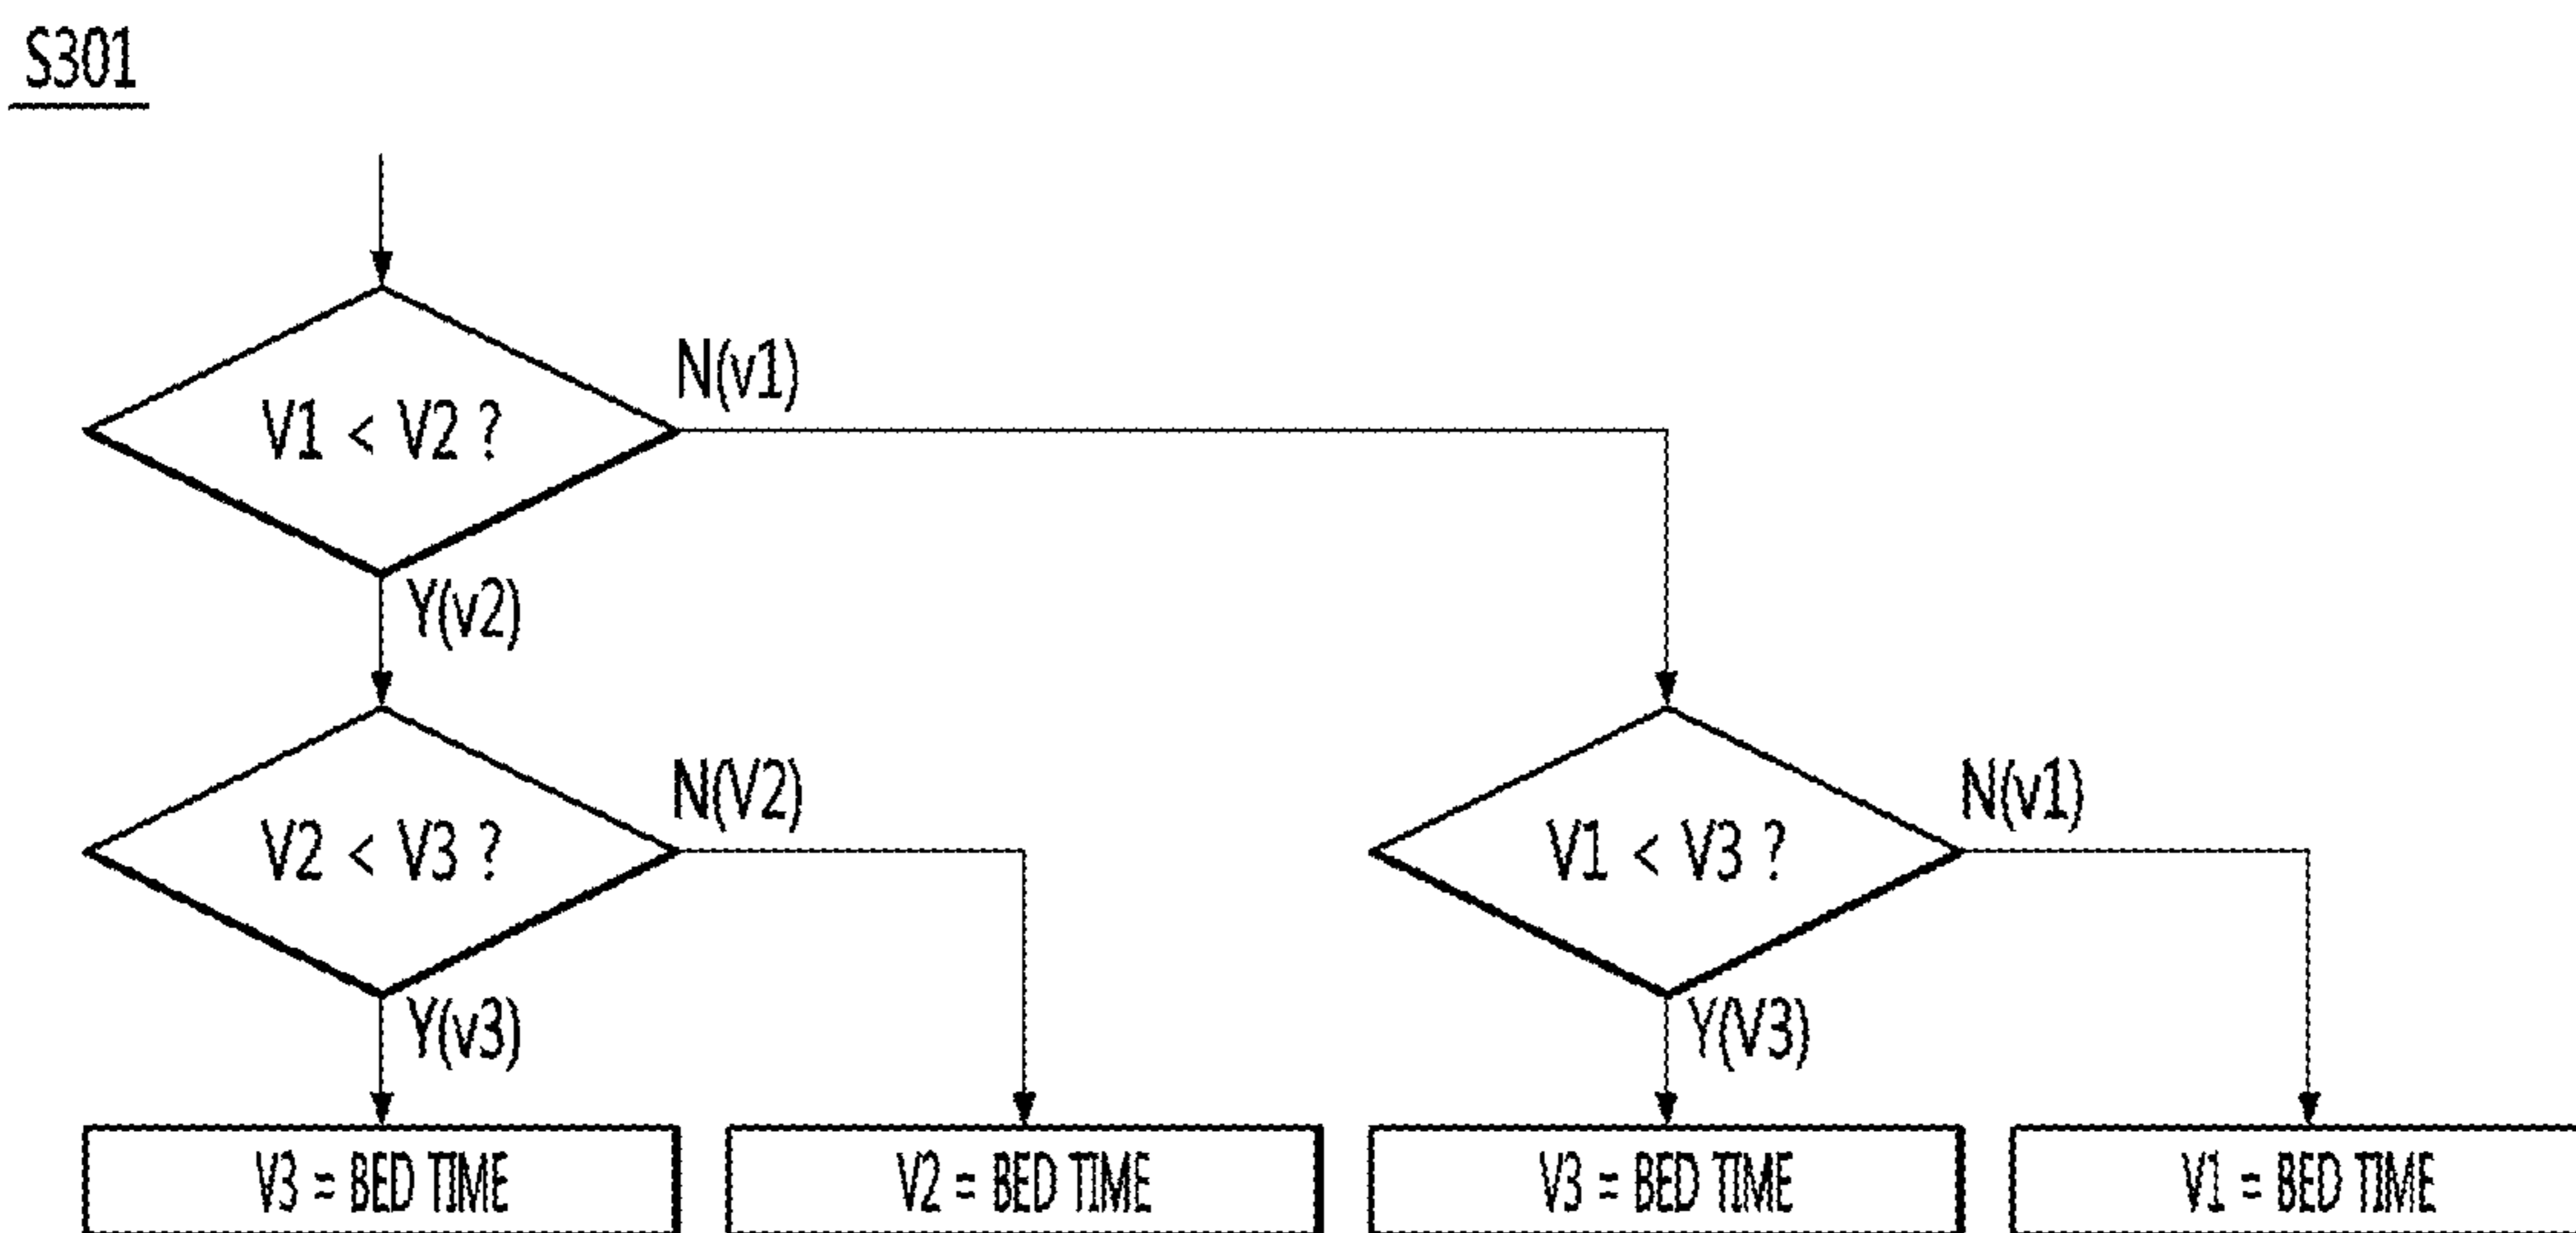 S301
V1 < V2 ?
N(v1)
Y(v2)
V2 < V3 ?
N(V2)
V1 < V3 ?
N(v1)
Y(v3)
Y(V3)
V3 = BED TIME
V2 = BED TIME
V3 = BED TIME
V1 = BED TIME